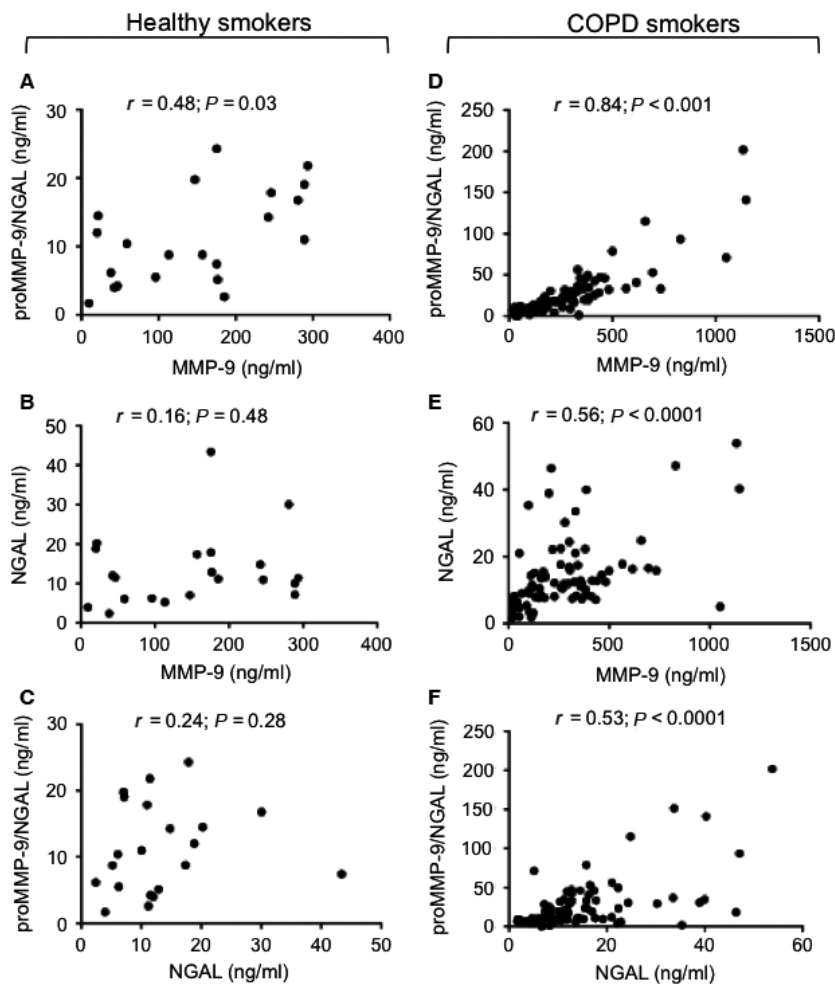 Healthy smokers
COPD smokers
A
r = 0.48; P = 0.03
proMMP-9/NGAL (ng/ml)
30
20
10
0
0 100 200 300 400
MMP-9 (ng/ml)
D
r = 0.84; P < 0.001
proMMP-9/NGAL (ng/ml)
250
200
150
100
50
0
0 500 1000 1500
MMP-9 (ng/ml)
B
r = 0.16; P = 0.48
NGAL (ng/ml)
50
40
30
20
10
0
0 100 200 300 400
MMP-9 (ng/ml)
E
r = 0.56; P < 0.0001
NGAL (ng/ml)
60
40
20
0
0 500 1000 1500
MMP-9 (ng/ml)
C
r = 0.24; P = 0.28
proMMP-9/NGAL (ng/ml)
30
20
10
0
0 10 20 30 40 50
NGAL (ng/ml)
F
r = 0.53; P < 0.0001
proMMP-9/NGAL (ng/ml)
250
200
150
100
50
0
0 20 40 60
NGAL (ng/ml)